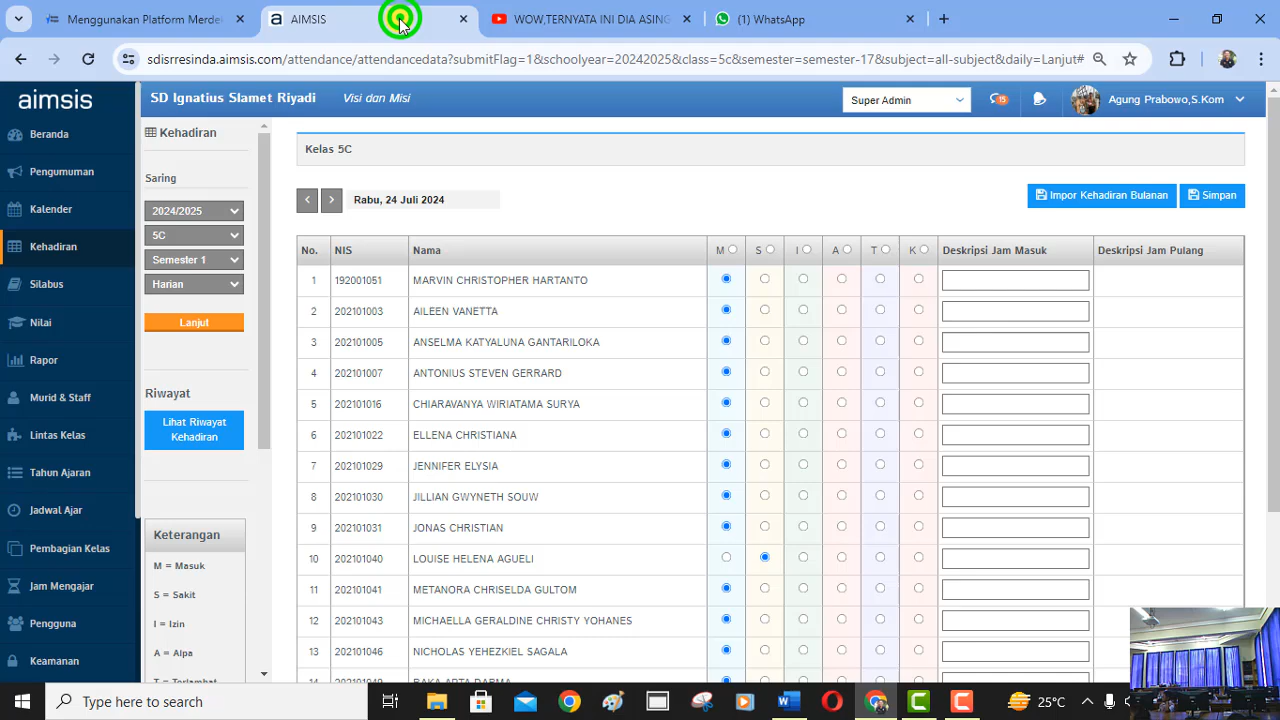 Menggunakan Platform Merde
AIMSIS
WOW,TERNYATA INI DIA ASING
(1) WhatsApp
sdisrresinda.aimsis.com/attendance/attendancedata?submitFlag=1&schoolyear=20242025&class=5C&semester=semester-17&subject=all-subject&daily=Lanjut#
aimsis
SD Ignatius Slamet Riyadi
Visi dan Misi
Super Admin
15
Agung Prabowo,S.Kom
Beranda
Pengumuman
Kalender
Kehadiran
Silabus
Nilai
Rapor
Murid & Staff
Lintas Kelas
Tahun Ajaran
Jadwal Ajar
Pembagian Kelas
Jam Mengajar
Pengguna
Keamanan
Kehadiran
Saring
2024/2025
5C
Semester 1
Harian
Lanjut
Riwayat
Lihat Riwayat
Kehadiran
Keterangan
M = Masuk
S = Sakit
I = Izin
A = Alpa
T = Terlambat
Kelas 5C
Rabu, 24 Juli 2024
Impor Kehadiran Bulanan
Simpan
No. NIS Nama M S I A T K Deskripsi Jam Masuk Deskripsi Jam Pulang
1 192001051 MARVIN CHRISTOPHER HARTANTO
2 202101003 AILEEN VANETTA
3 202101005 ANSELMA KATYALUNA GANTARILOKA
4 202101007 ANTONIUS STEVEN GERRARD
5 202101016 CHIARAVANYA WIRIATAMA SURYA
6 202101022 ELLENA CHRISTIANA
7 202101029 JENNIFER ELYSIA
8 202101030 JILLIAN GWYNETH SOUW
9 202101031 JONAS CHRISTIAN
10 202101040 LOUISE HELENA AGUELI
11 202101041 METANORA CHRISELDA GULTOM
12 202101043 MICHAELLA GERALDINE CHRISTY YOHANES
13 202101046 NICHOLAS YEHEZKIEL SAGALA
14 202101049 RAKA ARTA DARMA
Type here to search
25°C